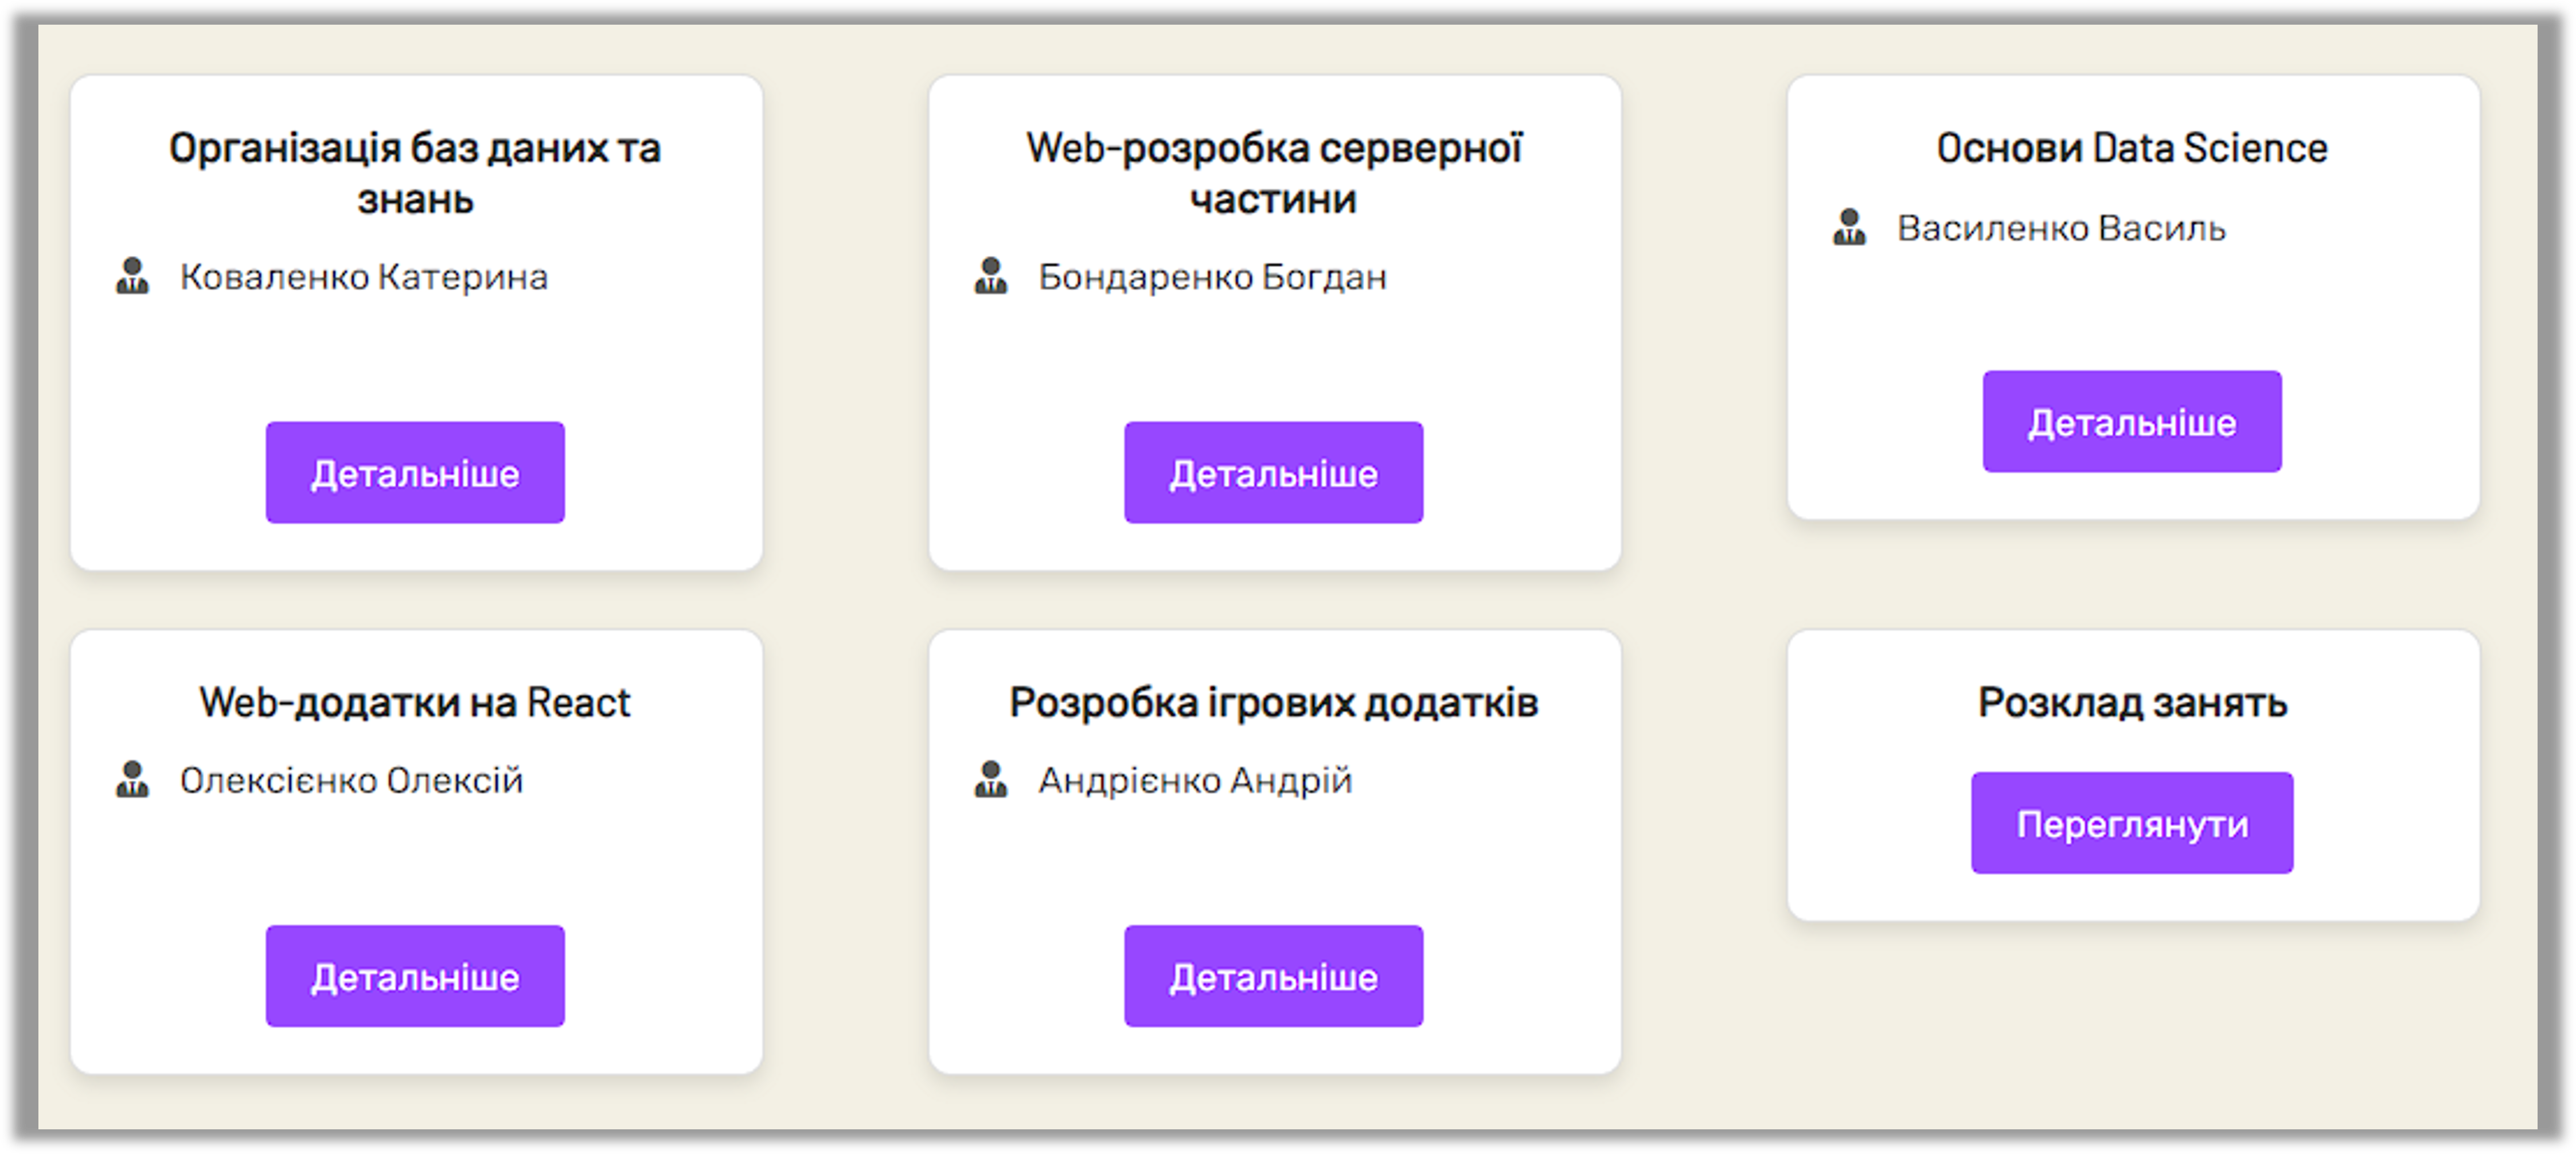 Організація баз даних та
знань
Коваленко Катерина
Детальніше
Web-розробка серверної
частини
Бондаренко Богдан
Детальніше
Основи Data Science
Василенко Василь
Детальніше
Web-додатки на React
Олексієнко Олексій
Детальніше
Розробка ігрових додатків
Андрієнко Андрій
Детальніше
Розклад занять
Переглянути